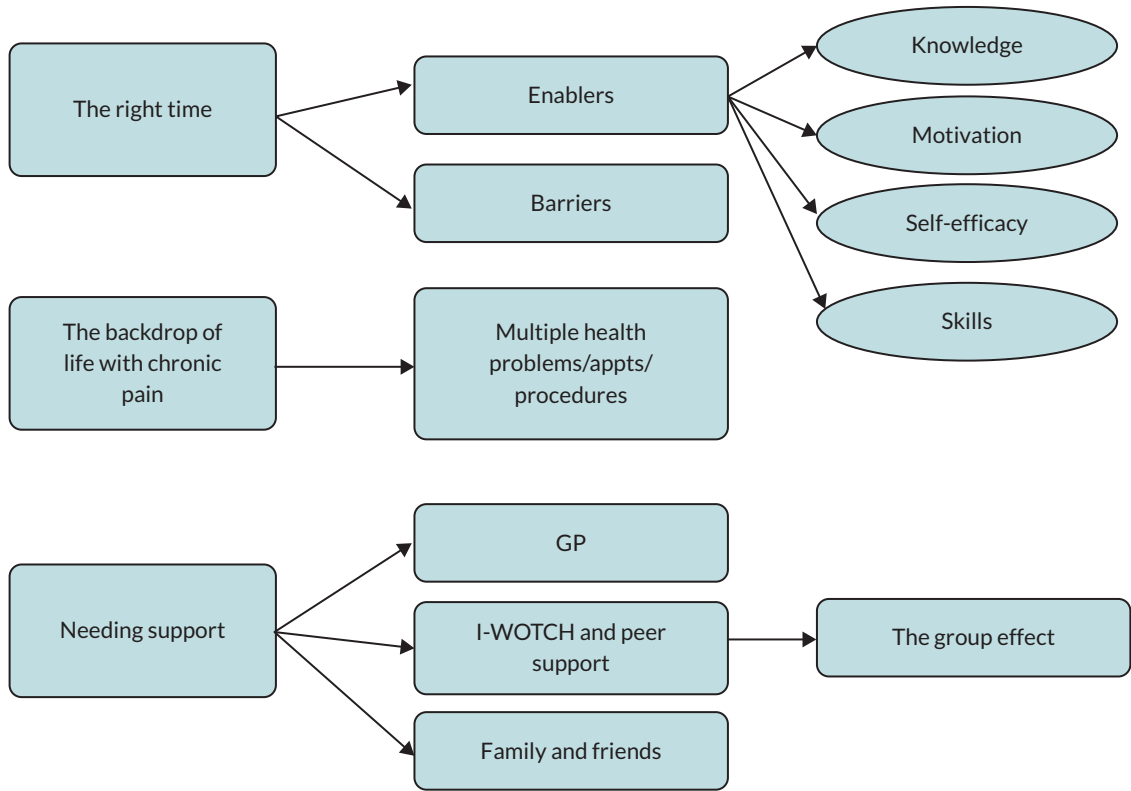 The right time
Enablers
Barriers
Knowledge
Motivation
Self-efficacy
Skills
The backdrop of
life with chronic
pain
Multiple health
problems/appts/
procedures
Needing support
GP
I-WOTCH and peer
support
Family and friends
The group effect